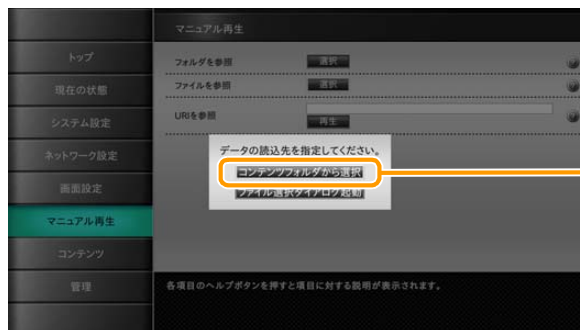 マニュアル再生
トップ
現在の状態
システム設定
ネットワーク設定
画面設定
マニュアル再生
コンテンツ
管理
フォルダを参照 選択
ファイルを参照 選択
URIを参照
再生
データの読込先を指定してください。
コンテンツフォルダから選択
ファイル選択ダイアログ起動
各項目のヘルプボタンを押すと項目に対する説明が表示されます。